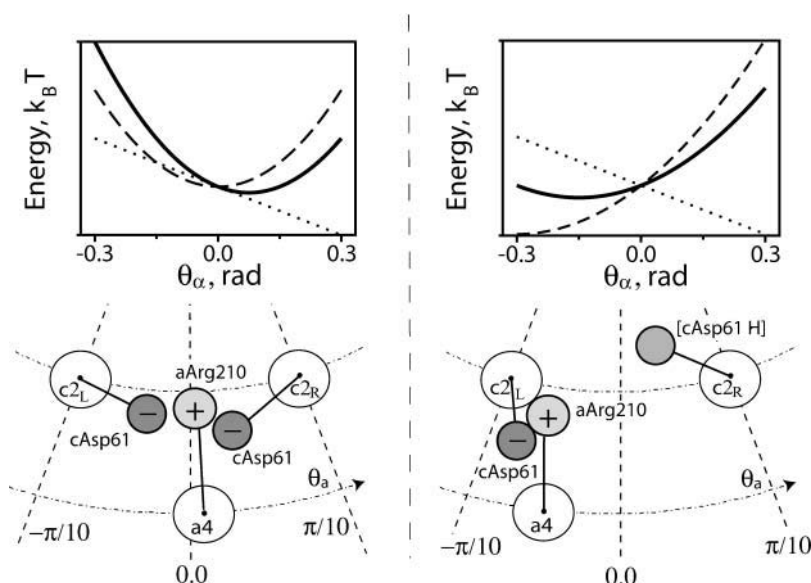 Energy, k_BT
-0.3
0.0
0.3
θ_α, rad
aArg210
c2_L
c2_R
cAsp61
cAsp61
a4
θ_a
−π/10
π/10
0.0
+
−
−
Energy, k_BT
-0.3
0.0
0.3
θ_α, rad
[cAsp61 H]
c2_L
c2_R
aArg210
cAsp61
a4
θ_a
−π/10
π/10
0.0
+
−